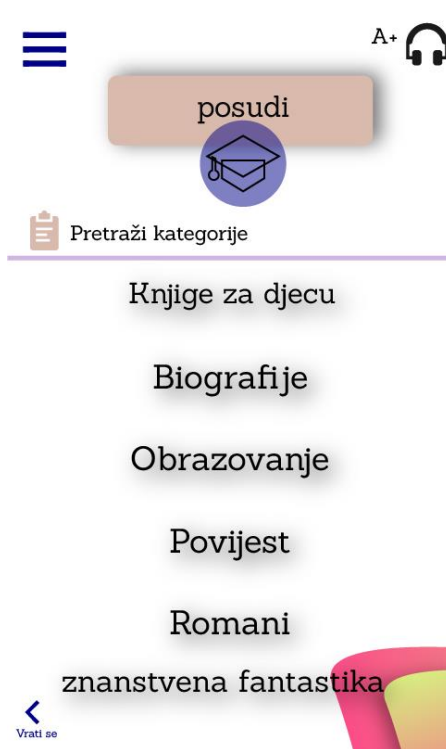 A+
posudi
Pretraži kategorije
Knjige za djecu
Biografije
Obrazovanje
Povijest
Romani
znanstvena fantastika
Vrati se